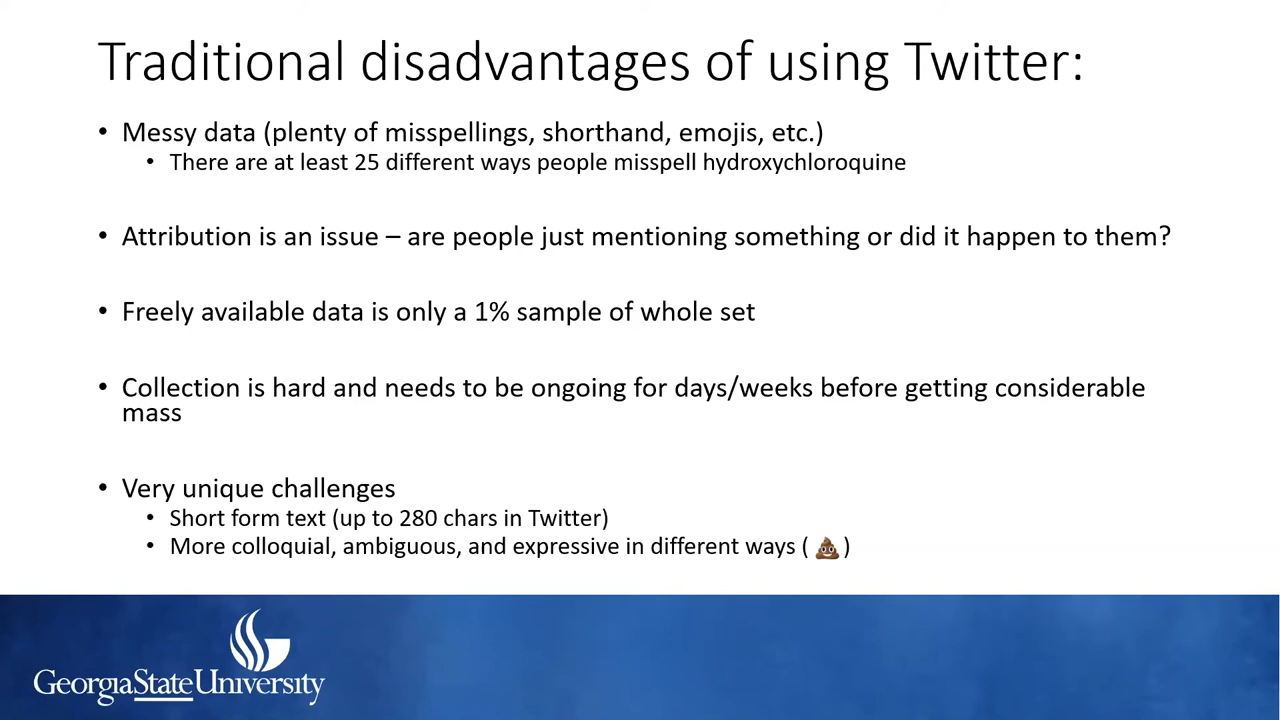 Traditional disadvantages of using Twitter:
• Messy data (plenty of misspellings, shorthand, emojis, etc.)
• There are at least 25 different ways people misspell hydroxychloroquine
• Attribution is an issue – are people just mentioning something or did it happen to them?
• Freely available data is only a 1% sample of whole set
• Collection is hard and needs to be ongoing for days/weeks before getting considerable
mass
• Very unique challenges
• Short form text (up to 280 chars in Twitter)
• More colloquial, ambiguous, and expressive in different ways ( 💩 )
GeorgiaStateUniversity